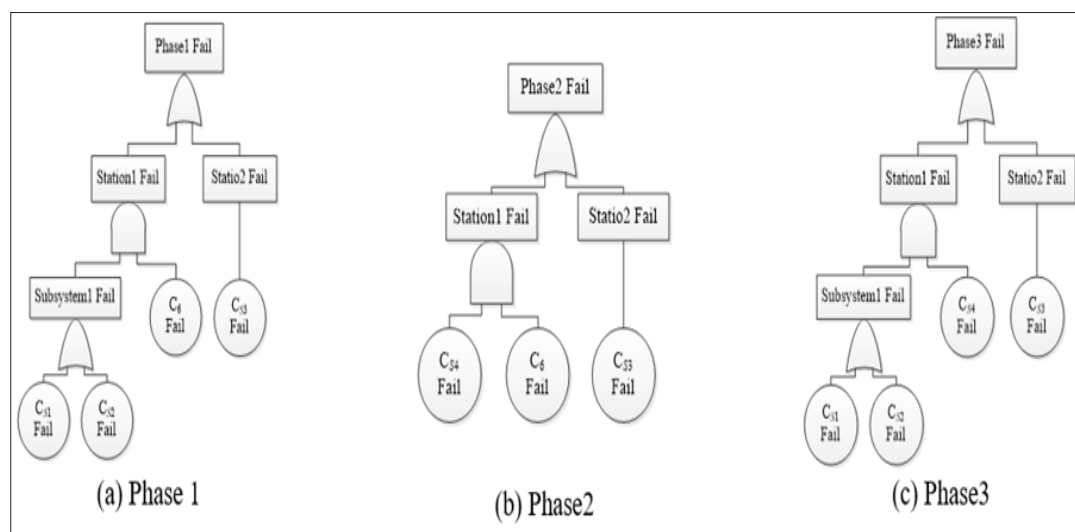 Phase1 Fail
Station1 Fail
Statio2 Fail
Subsystem1 Fail
C6
Fail
CS3
Fail
CS1
Fail
CS2
Fail
(a) Phase 1
Phase2 Fail
Station1 Fail
Statio2 Fail
CS4
Fail
C6
Fail
CS3
Fail
(b) Phase2
Phase3 Fail
Station1 Fail
Statio2 Fail
Subsystem1 Fail
CS4
Fail
CS3
Fail
CS1
Fail
CS2
Fail
(c) Phase3